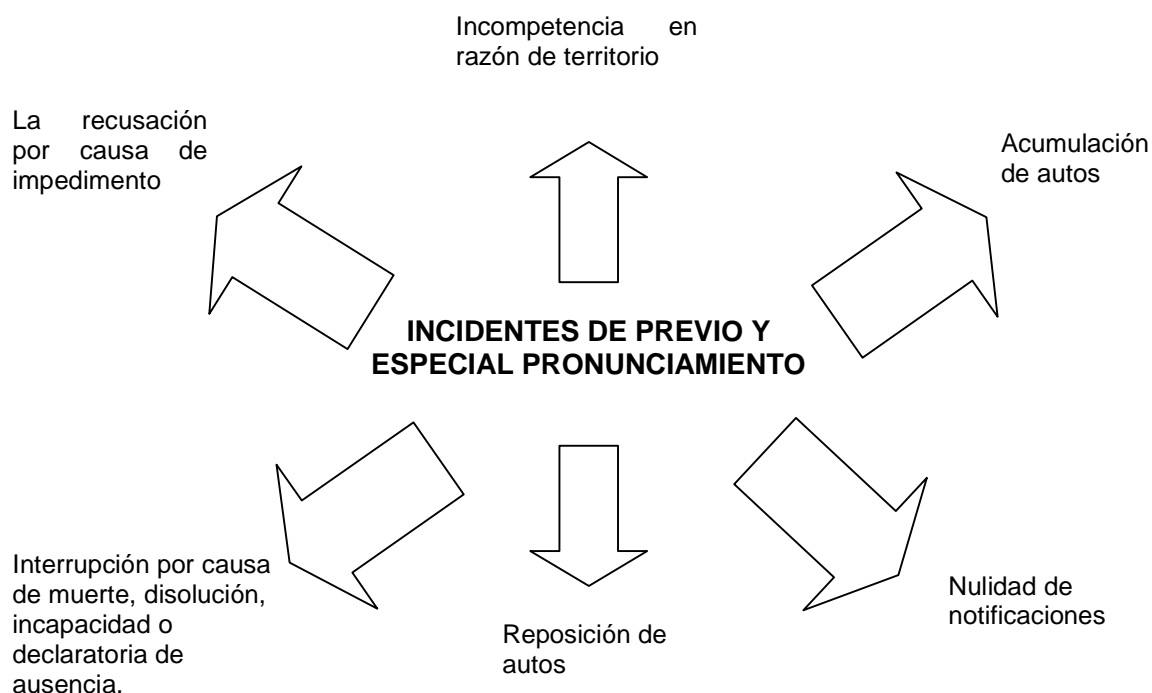 Incompetencia en
razón de territorio
La recusación
por causa de
impedimento
Acumulación
de autos
INCIDENTES DE PREVIO Y
ESPECIAL PRONUNCIAMIENTO
Interrupción por causa
de muerte, disolución,
incapacidad o
declaratoria de
ausencia.
Reposición de
autos
Nulidad de
notificaciones